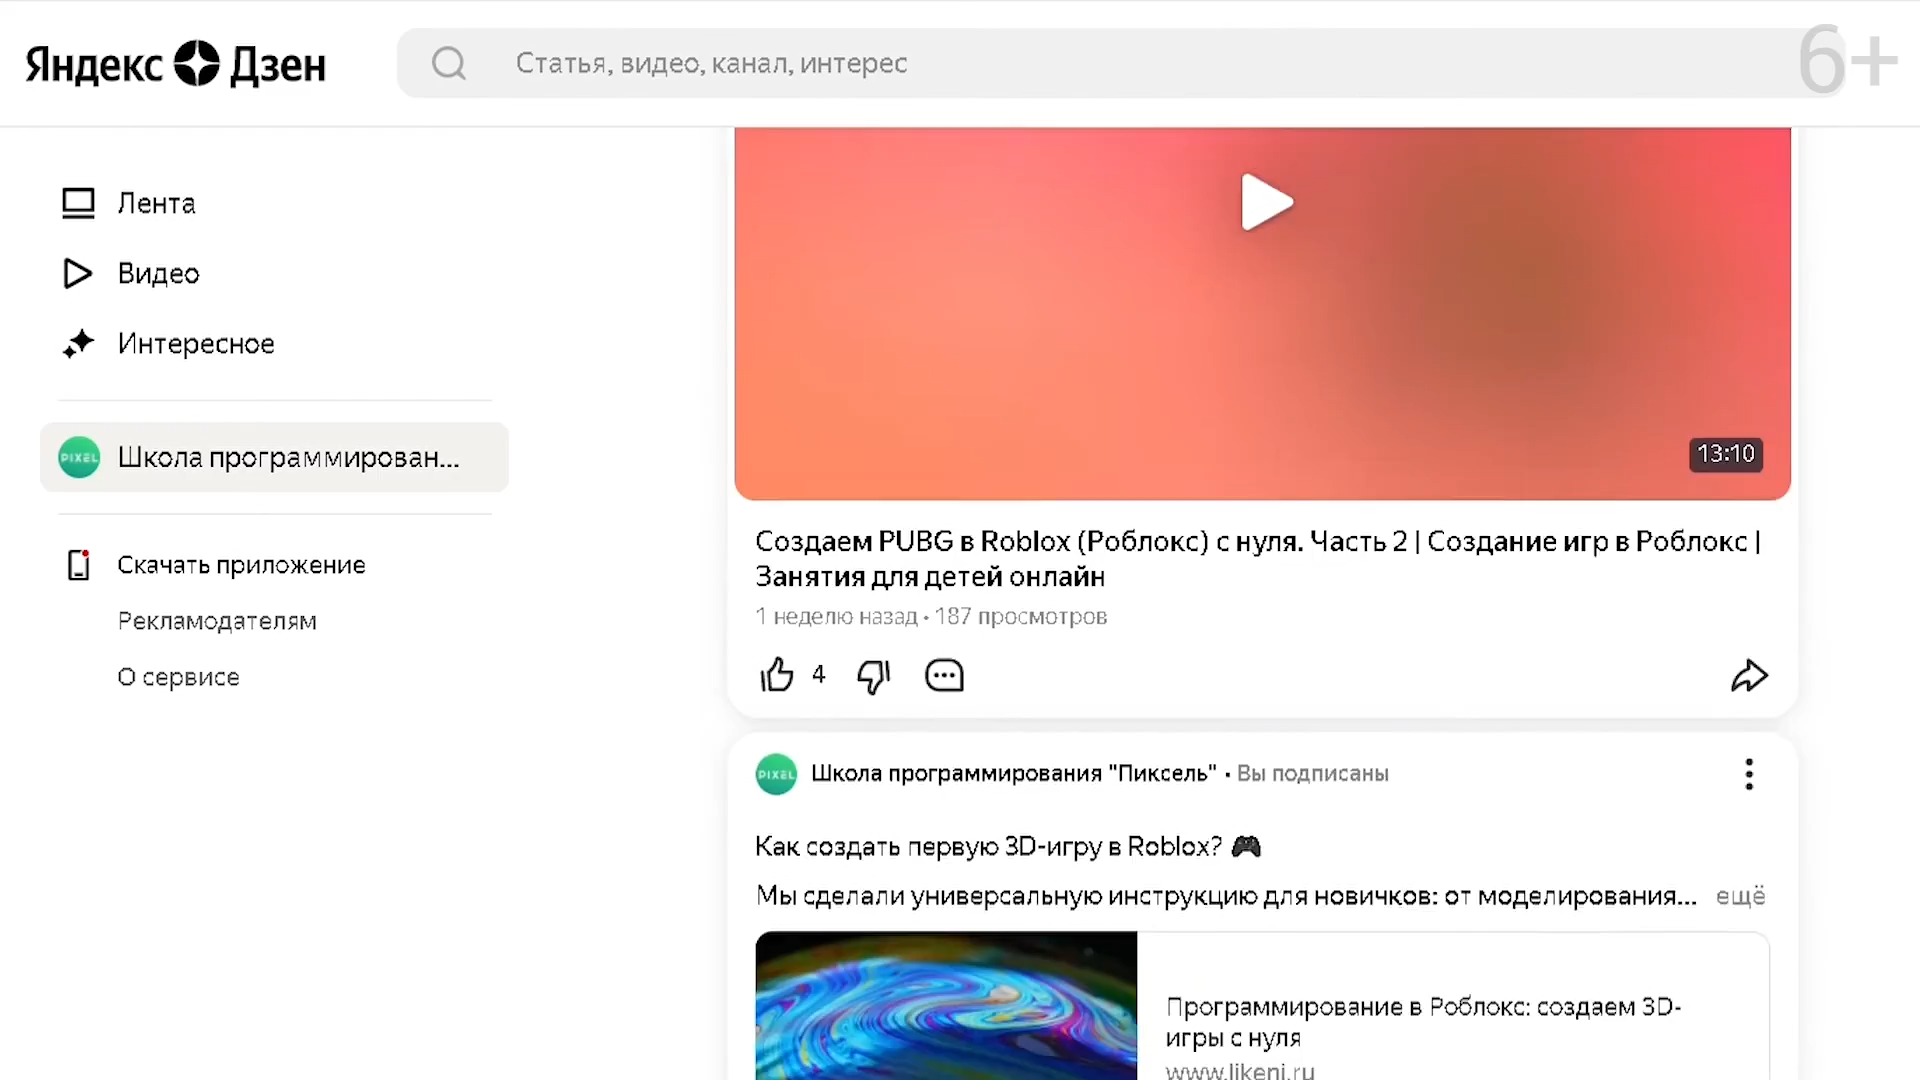 Яндекс Дзен
Статья, видео, канал, интерес
6+
Лента
Видео
Интересное
PIXEL
Школа программирован...
Скачать приложение
Рекламодателям
О сервисе
13:10
Создаем PUBG в Roblox (Роблокс) с нуля. Часть 2 | Создание игр в Роблокс |
Занятия для детей онлайн
1 неделю назад • 187 просмотров
4
PIXEL
Школа программирования "Пиксель" • Вы подписаны
Как создать первую 3D-игру в Roblox? 🎮
Мы сделали универсальную инструкцию для новичков: от моделирования... ещё
Программирование в Роблокс: создаем 3D-
игры с нуля
www.likeni.ru